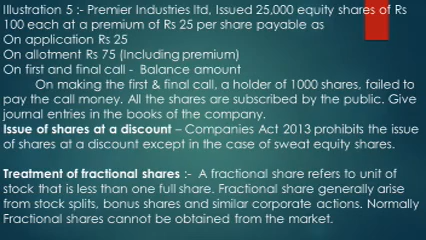 Illustration 5 :- Premier Industries ltd, Issued 25,000 equity shares of Rs
100 each at a premium of Rs 25 per share payable as
On application Rs 25
On allotment Rs 75 (Including premium)
On first and final call - Balance amount
On making the first & final call, a holder of 1000 shares, failed to
pay the call money. All the shares are subscribed by the public. Give
journal entries in the books of the company.
Issue of shares at a discount – Companies Act 2013 prohibits the issue
of shares at a discount except in the case of sweat equity shares.
Treatment of fractional shares :- A fractional share refers to unit of
stock that is less than one full share. Fractional share generally arise
from stock splits, bonus shares and similar corporate actions. Normally
Fractional shares cannot be obtained from the market.